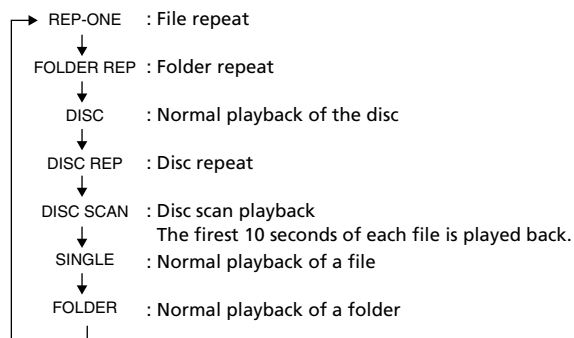 REP-ONE : File repeat
FOLDER REP : Folder repeat
DISC : Normal playback of the disc
DISC REP : Disc repeat
DISC SCAN : Disc scan playback
The firest 10 seconds of each file is played back.
SINGLE : Normal playback of a file
FOLDER : Normal playback of a folder